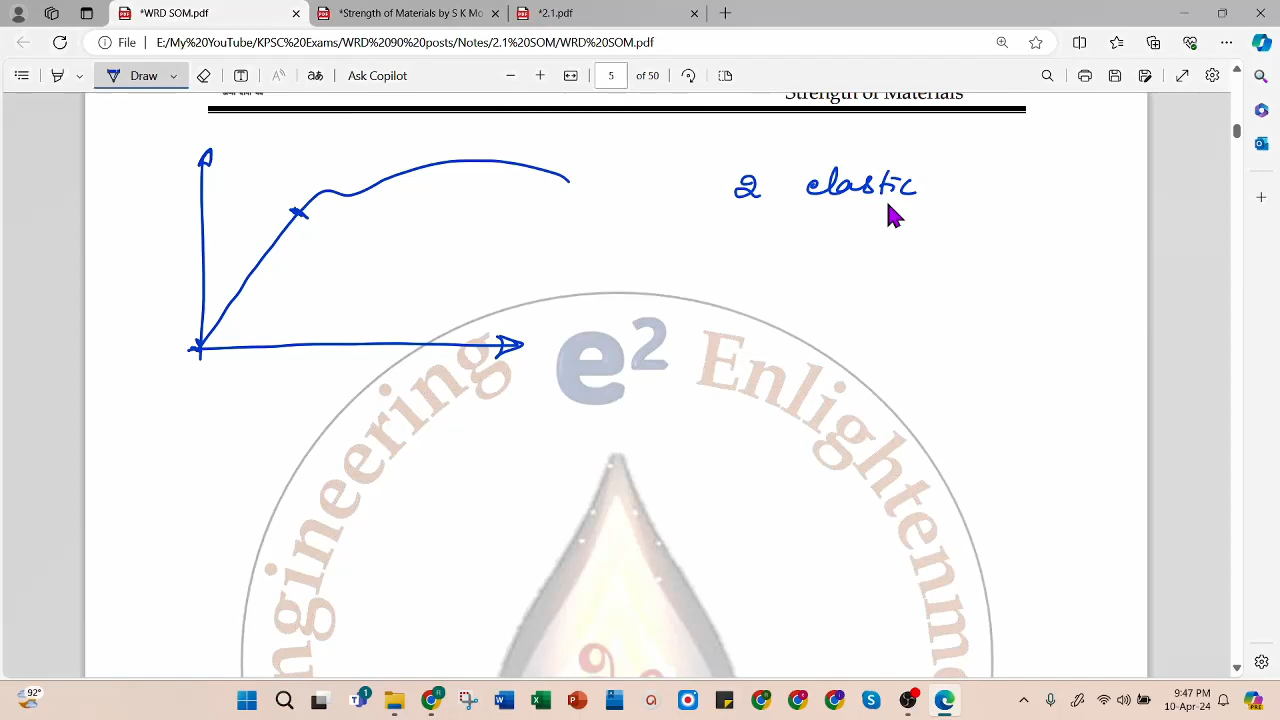 *WRD SOM.pdf
*Strength of Materials by S K Mo
*2.1.pdf
File
E:/My%20YouTube/KPSC%20Exams/WRD%2090%20posts/Notes/2.1%20SOM/WRD%20SOM.pdf
Draw
Ask Copilot
5
of 50
Strength of Materials
2 elastic
e²
Engineering Enlightenme
92°
9:47 PM
10-Apr-24